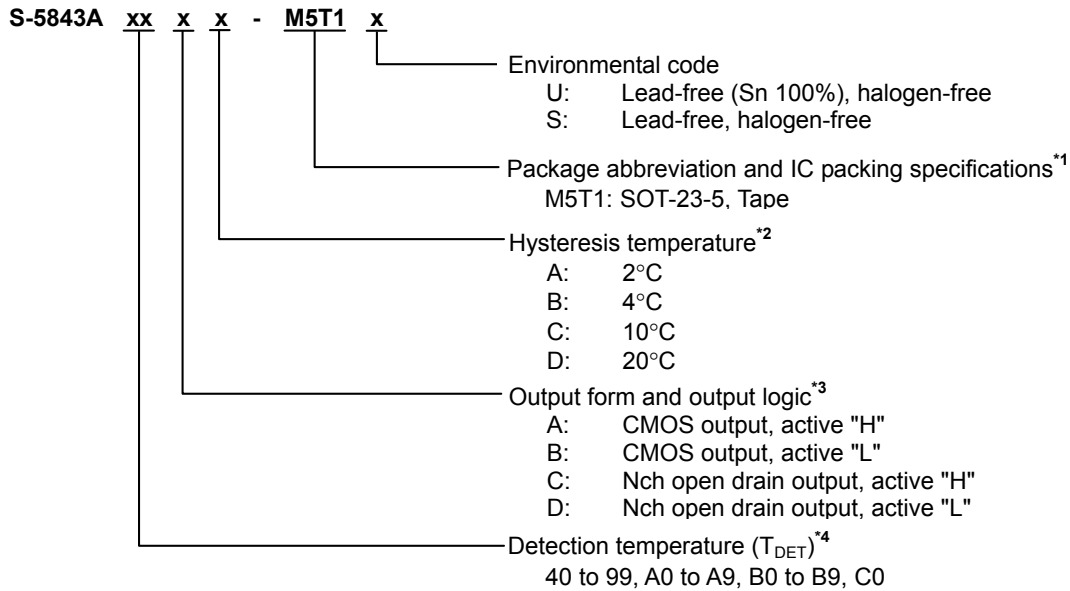 S-5843A xx x x - M5T1 x
Environmental code
U: Lead-free (Sn 100%), halogen-free
S: Lead-free, halogen-free
Package abbreviation and IC packing specifications*1
M5T1: SOT-23-5, Tape
Hysteresis temperature*2
A: 2°C
B: 4°C
C: 10°C
D: 20°C
Output form and output logic*3
A: CMOS output, active "H"
B: CMOS output, active "L"
C: Nch open drain output, active "H"
D: Nch open drain output, active "L"
Detection temperature (TDET)*4
40 to 99, A0 to A9, B0 to B9, C0